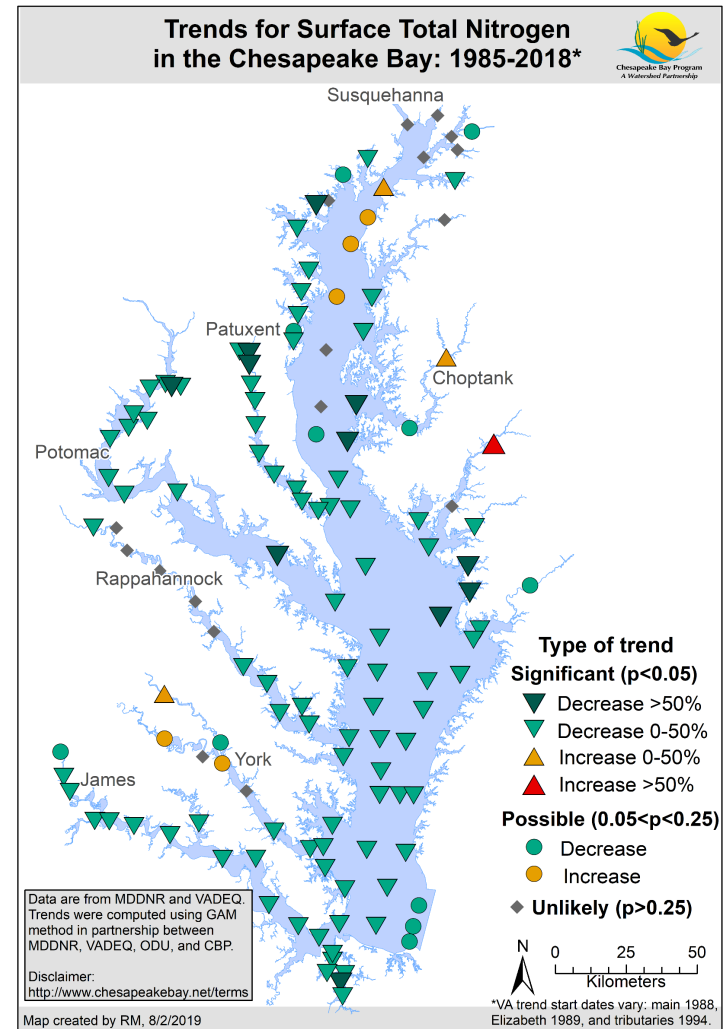 Trends for Surface Total Nitrogen
in the Chesapeake Bay: 1985-2018*
Chesapeake Bay Program
A Watershed Partnership
Susquehanna
Patuxent
Choptank
Potomac
Rappahannock
York
James
Type of trend
Significant (p<0.05)
Decrease >50%
Decrease 0-50%
Increase 0-50%
Increase >50%
Possible (0.05<p<0.25)
Decrease
Increase
Unlikely (p>0.25)
Data are from MDDNR and VADEQ.
Trends were computed using GAM
method in partnership between
MDDNR, VADEQ, ODU, and CBP.
Disclaimer:
http://www.chesapeakebay.net/terms
N
0 25 50
Kilometers
*VA trend start dates vary: main 1988,
Elizabeth 1989, and tributaries 1994.
Map created by RM, 8/2/2019